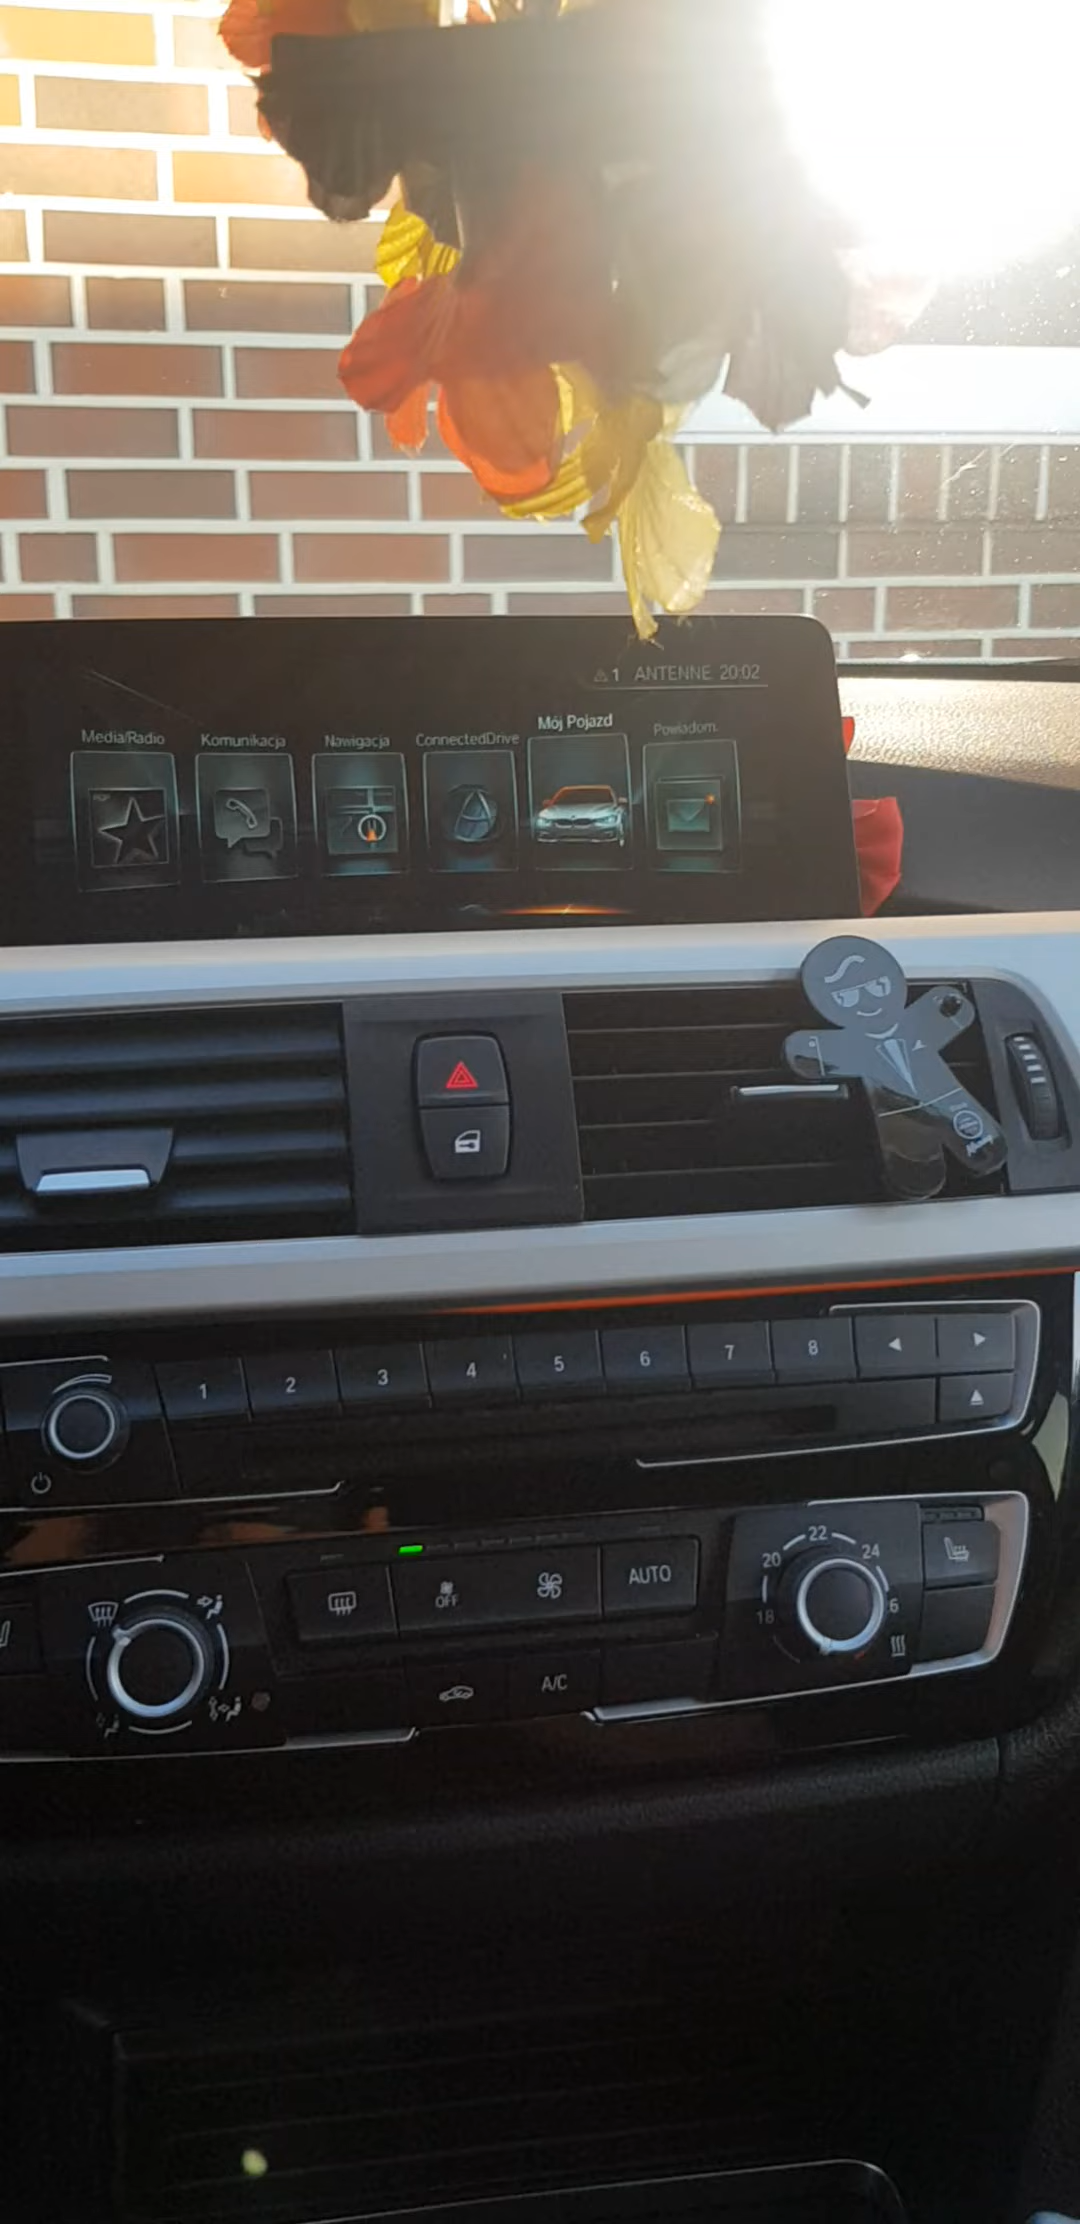 1 ANTENNE 20:02
Media/Radio
Komunikacja
Nawigacja
ConnectedDrive
Mój Pojazd
Powiadom.
1 2 3 4 5 6 7 8
OFF
AUTO
A/C
18 20 22 24 6